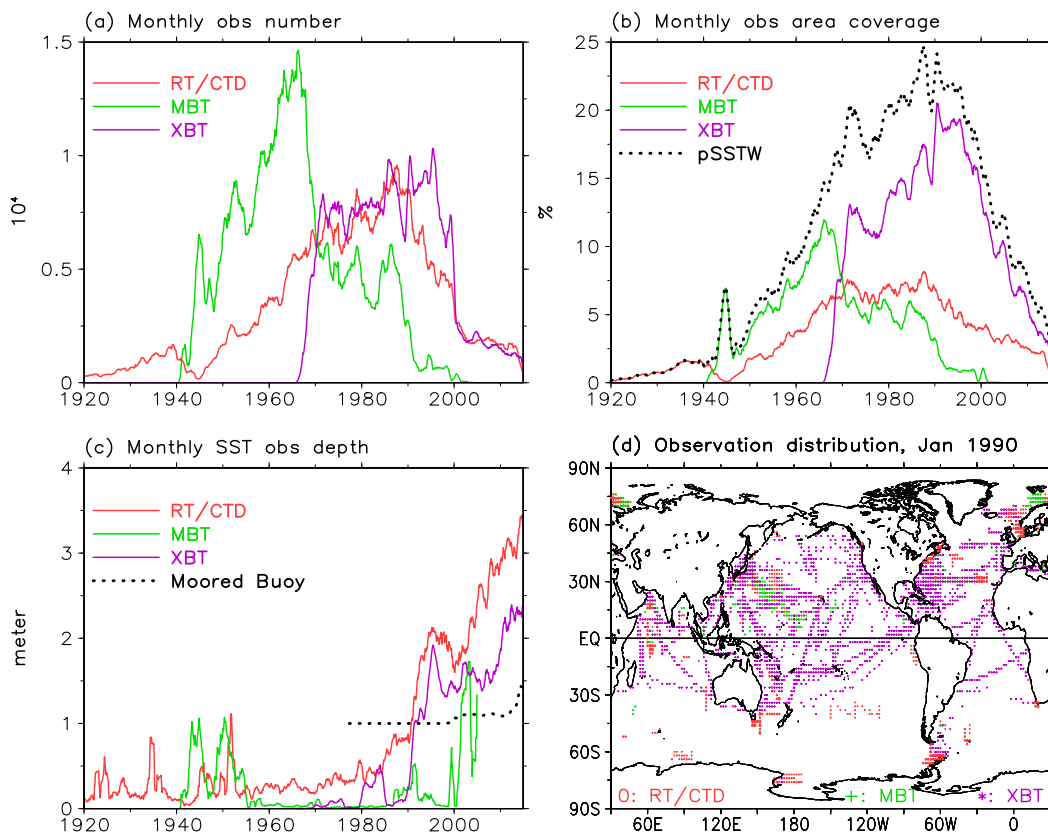 (a) Monthly obs number
1.5
1
0.5
0
10⁴
RT/CTD
MBT
XBT
1920 1940 1960 1980 2000
(b) Monthly obs area coverage
25
20
15
10
5
0
%
RT/CTD
MBT
XBT
pSSTW
1920 1940 1960 1980 2000
(c) Monthly SST obs depth
4
3
2
1
0
meter
RT/CTD
MBT
XBT
Moored Buoy
1920 1940 1960 1980 2000
(d) Observation distribution, Jan 1990
90N
60N
30N
EQ
30S
60S
90S
O: RT/CTD +: MBT *: XBT
60E 120E 180 120W 60W 0